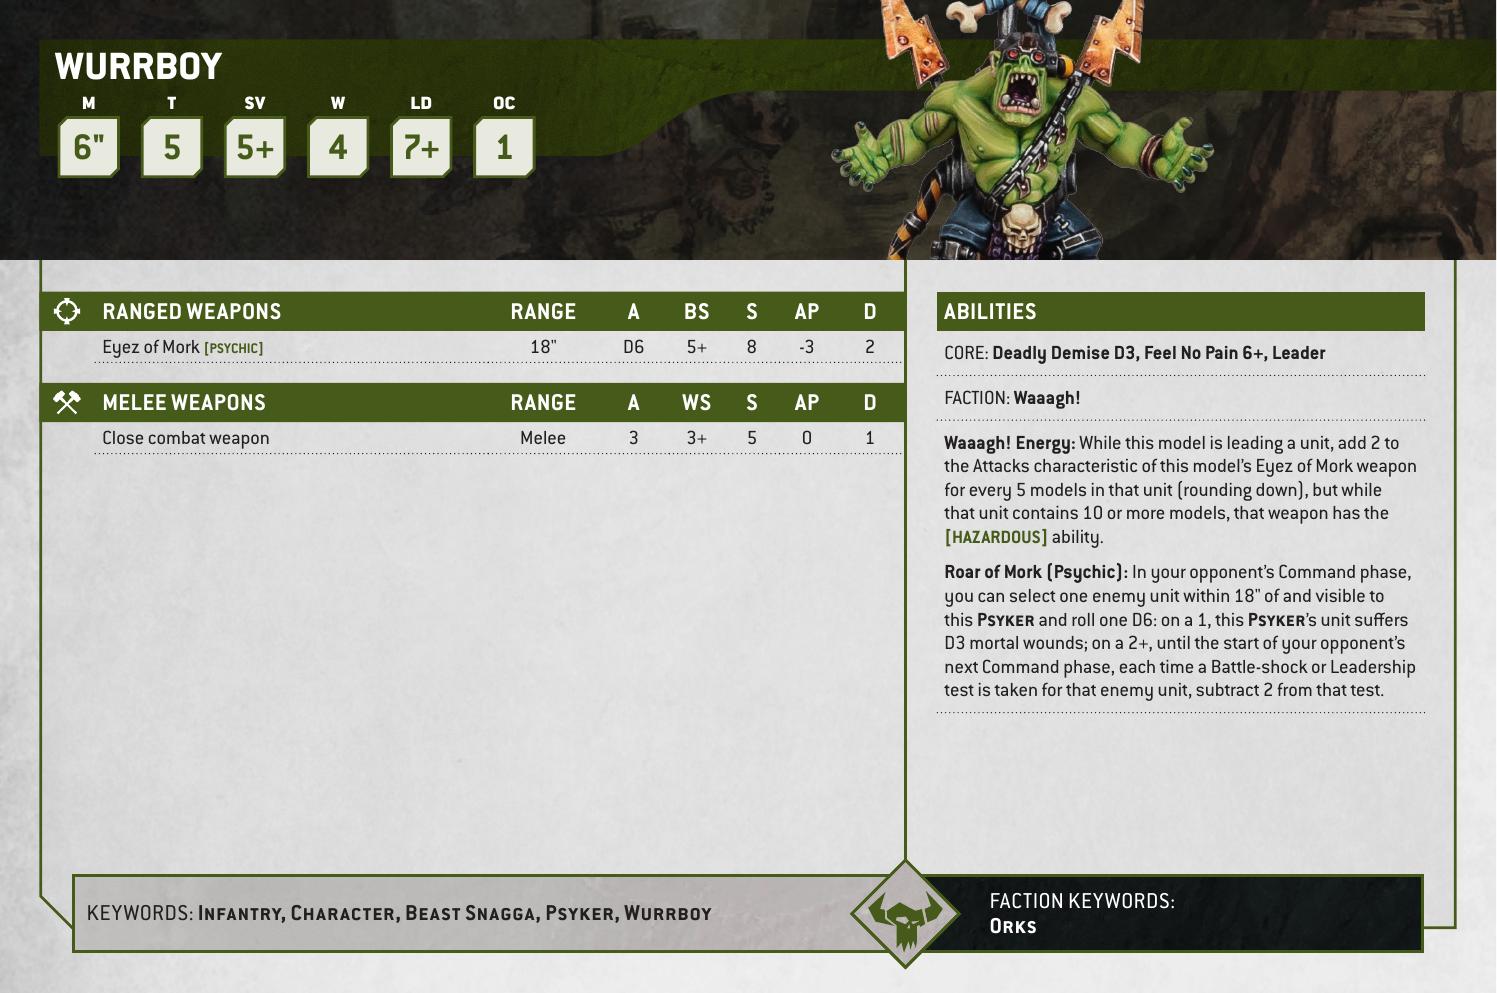 WURRBOY
M T SV W LD OC
6" 5 5+ 4 7+ 1
RANGED WEAPONS RANGE A BS S AP D
Eyez of Mork [PSYCHIC] 18" D6 5+ 8 -3 2
MELEE WEAPONS RANGE A WS S AP D
Close combat weapon Melee 3 3+ 5 0 1
ABILITIES
CORE: Deadly Demise D3, Feel No Pain 6+, Leader
FACTION: Waaagh!
Waaagh! Energy: While this model is leading a unit, add 2 to
the Attacks characteristic of this model’s Eyez of Mork weapon
for every 5 models in that unit (rounding down), but while
that unit contains 10 or more models, that weapon has the
[HAZARDOUS] ability.
Roar of Mork (Psychic): In your opponent’s Command phase,
you can select one enemy unit within 18" of and visible to
this PSYKER and roll one D6: on a 1, this PSYKER’s unit suffers
D3 mortal wounds; on a 2+, until the start of your opponent’s
next Command phase, each time a Battle-shock or Leadership
test is taken for that enemy unit, subtract 2 from that test.
KEYWORDS: INFANTRY, CHARACTER, BEAST SNAGGA, PSYKER, WURRBOY
FACTION KEYWORDS:
ORKS